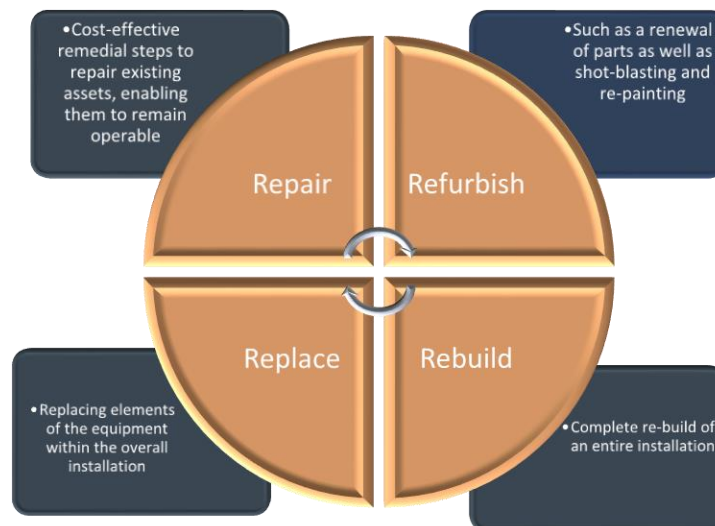 •Cost-effective
remedial steps to
repair existing
assets, enabling
them to remain
operable
•Such as a renewal
of parts as well as
shot-blasting and
re-painting
Repair
Refurbish
Replace
Rebuild
•Replacing elements
of the equipment
within the overall
installation
•Complete re-build of
an entire installation